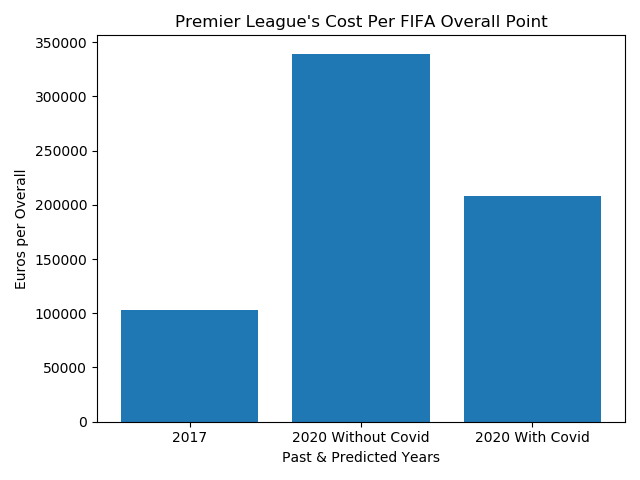 Premier League's Cost Per FIFA Overall Point
350000
300000
250000
200000
150000
100000
50000
0
Euros per Overall
2017
2020 Without Covid
2020 With Covid
Past & Predicted Years